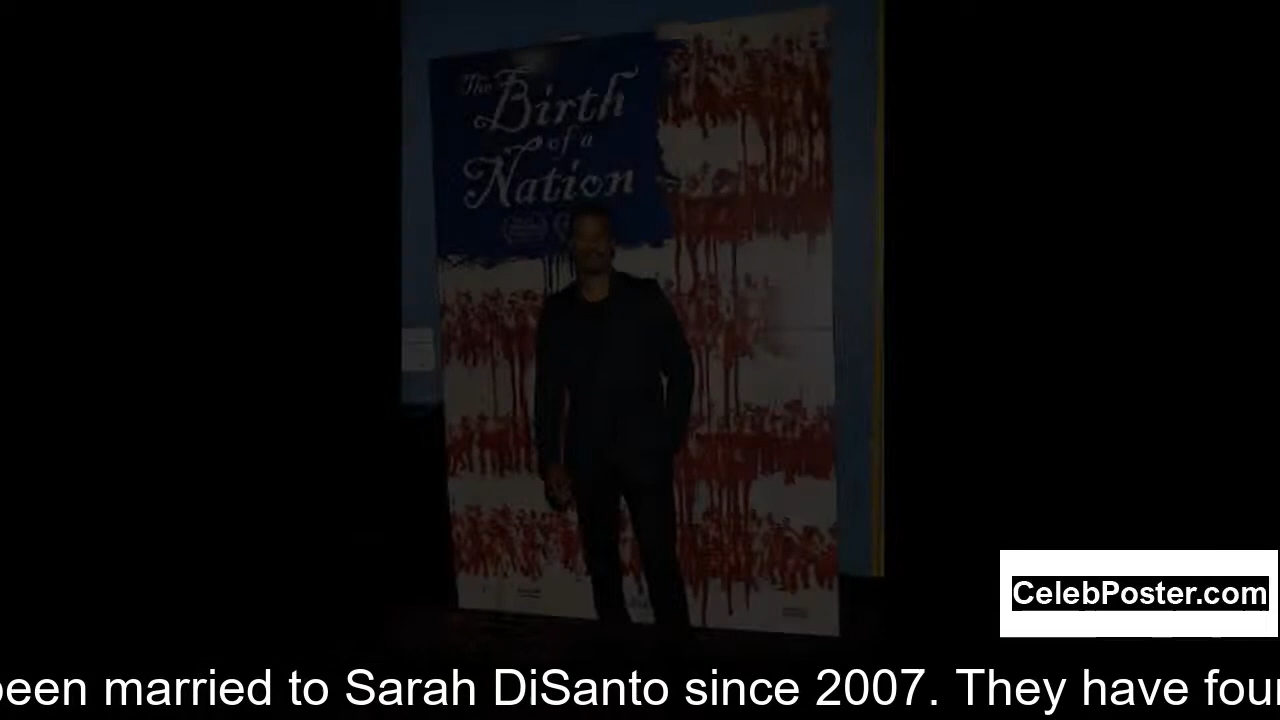 The
Birth
of a
Nation
CelebPoster.com
been married to Sarah DiSanto since 2007. They have four